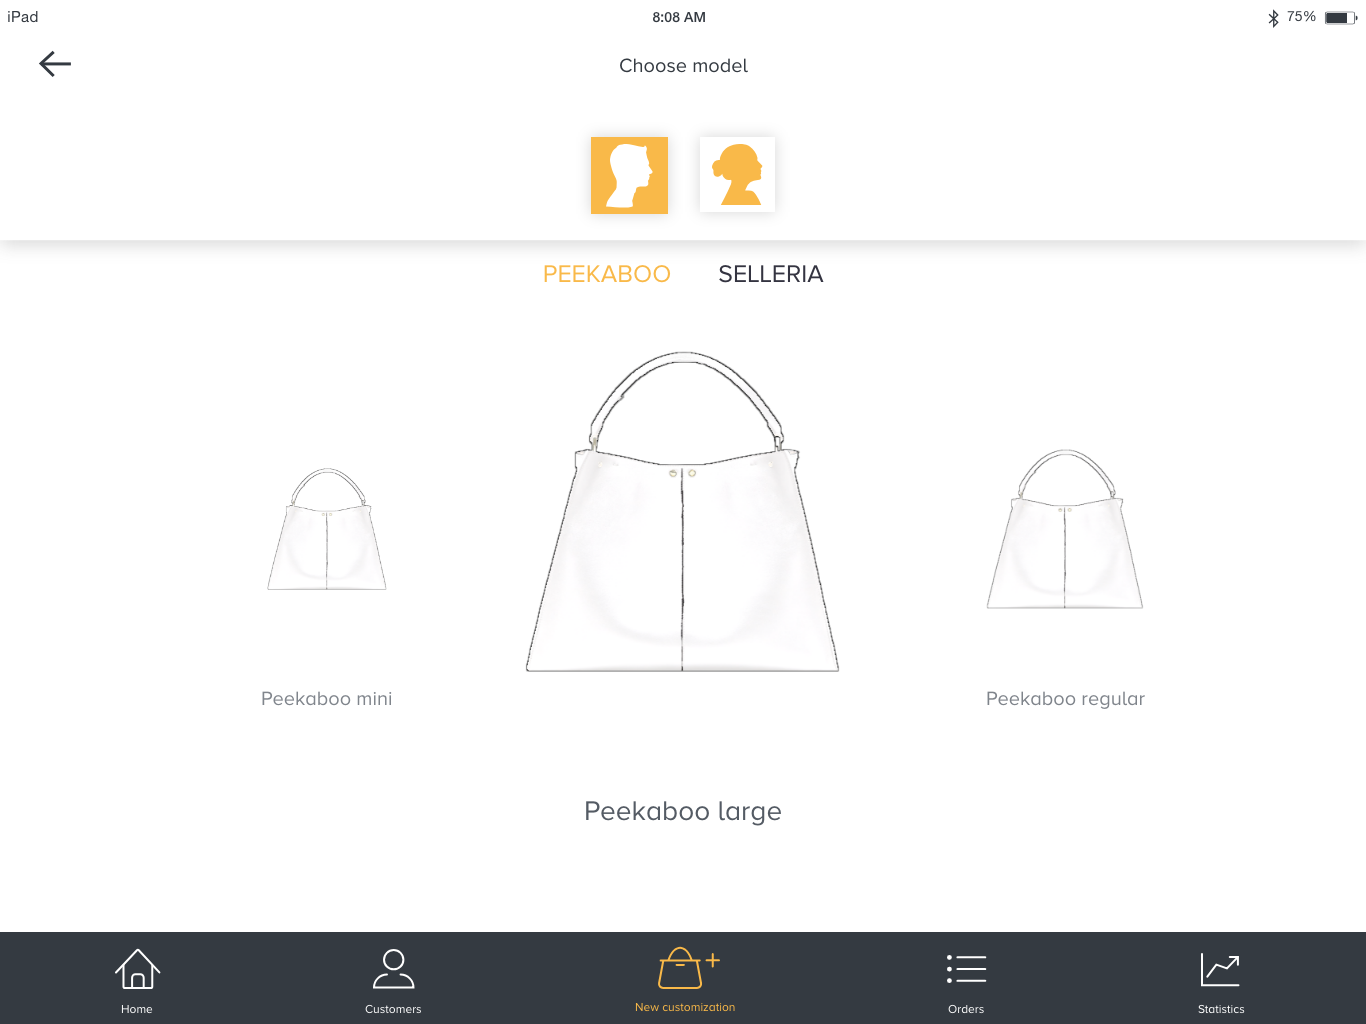 iPad
8:08 AM
75%
Choose model
PEEKABOO
SELLERIA
Peekaboo mini
Peekaboo regular
Peekaboo large
Home
Customers
New customization
Orders
Statistics